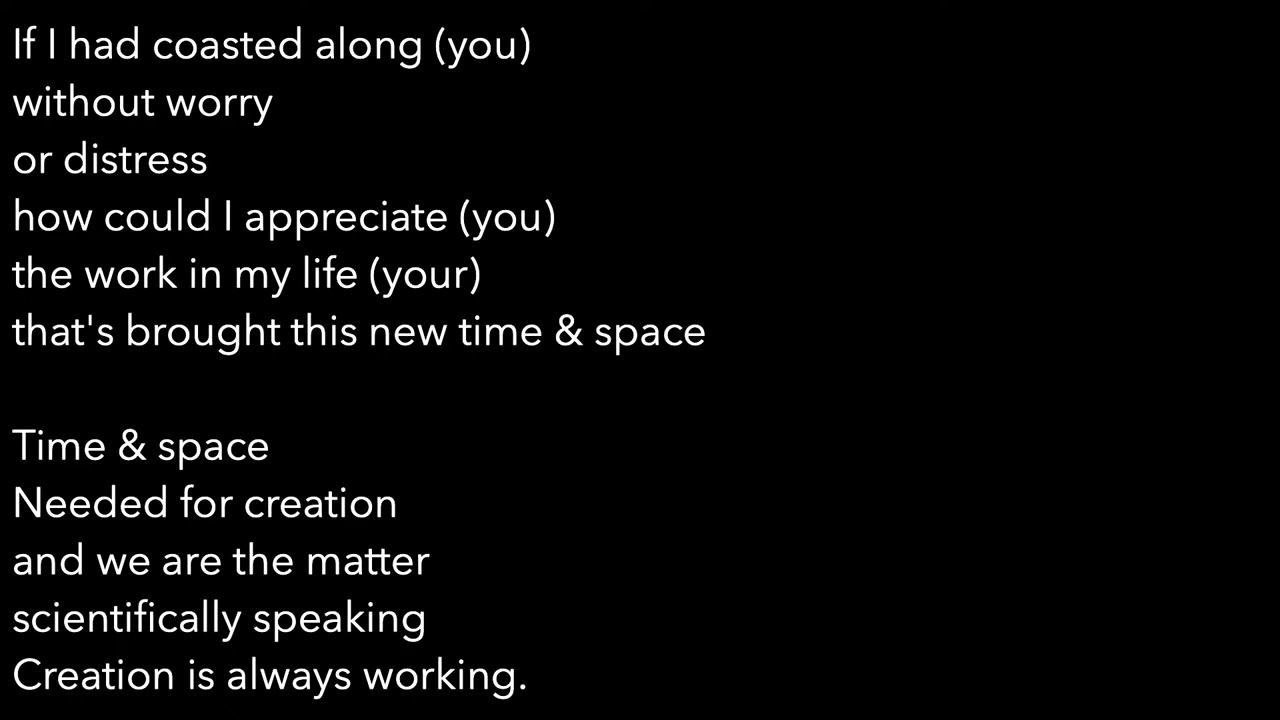 If I had coasted along (you)
without worry
or distress
how could I appreciate (you)
the work in my life (your)
that's brought this new time & space

Time & space
Needed for creation
and we are the matter
scientifically speaking
Creation is always working.